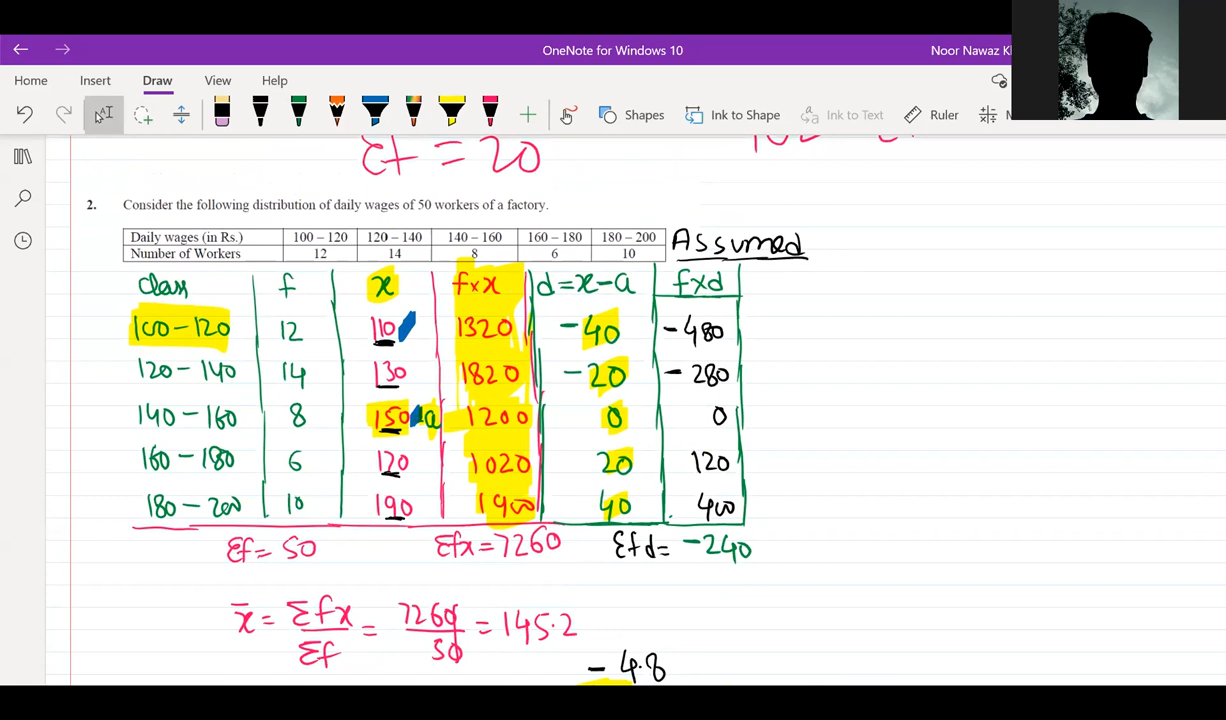 OneNote for Windows 10
Noor Nawaz K
Home Insert Draw View Help
Shapes Ink to Shape Ink to Text Ruler
Σf = 20
2. Consider the following distribution of daily wages of 50 workers of a factory.
Daily wages (in Rs.) 100 – 120 120 – 140 140 – 160 160 – 180 180 – 200
Number of Workers 12 14 8 6 10
Assumed
class f x f×x d = x – a f×d
100 – 120 12 110 1320 – 40 – 480
120 – 140 14 130 1820 – 20 – 280
140 – 160 8 150 a 1200 0 0
160 – 180 6 120 1020 20 120
180 – 200 10 190 1900 40 400
Σf = 50 Σfx = 7260 Σfd = – 240
x̄ = Σfx / Σf = 7260 / 50 = 145.2
– 4.8